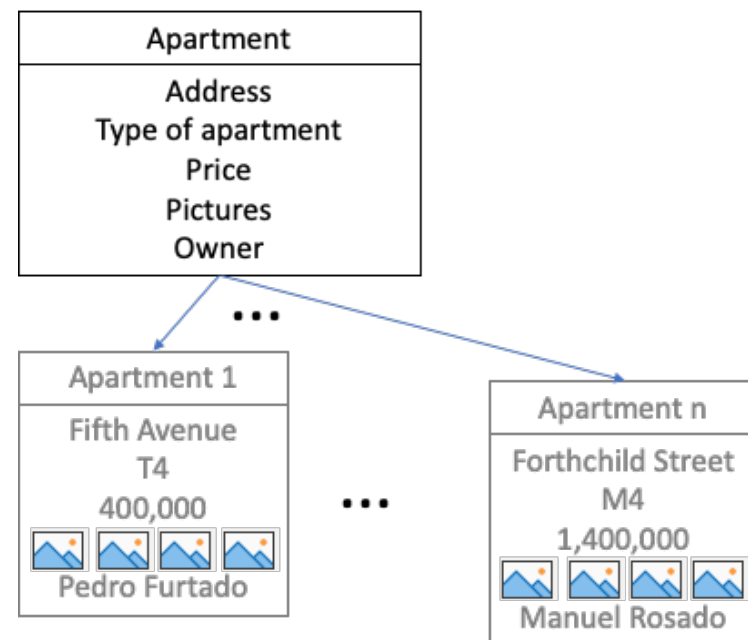 Apartment
Address
Type of apartment
Price
Pictures
Owner
...
Apartment 1
Fifth Avenue
T4
400,000
Pedro Furtado
...
Apartment n
Forthchild Street
M4
1,400,000
Manuel Rosado